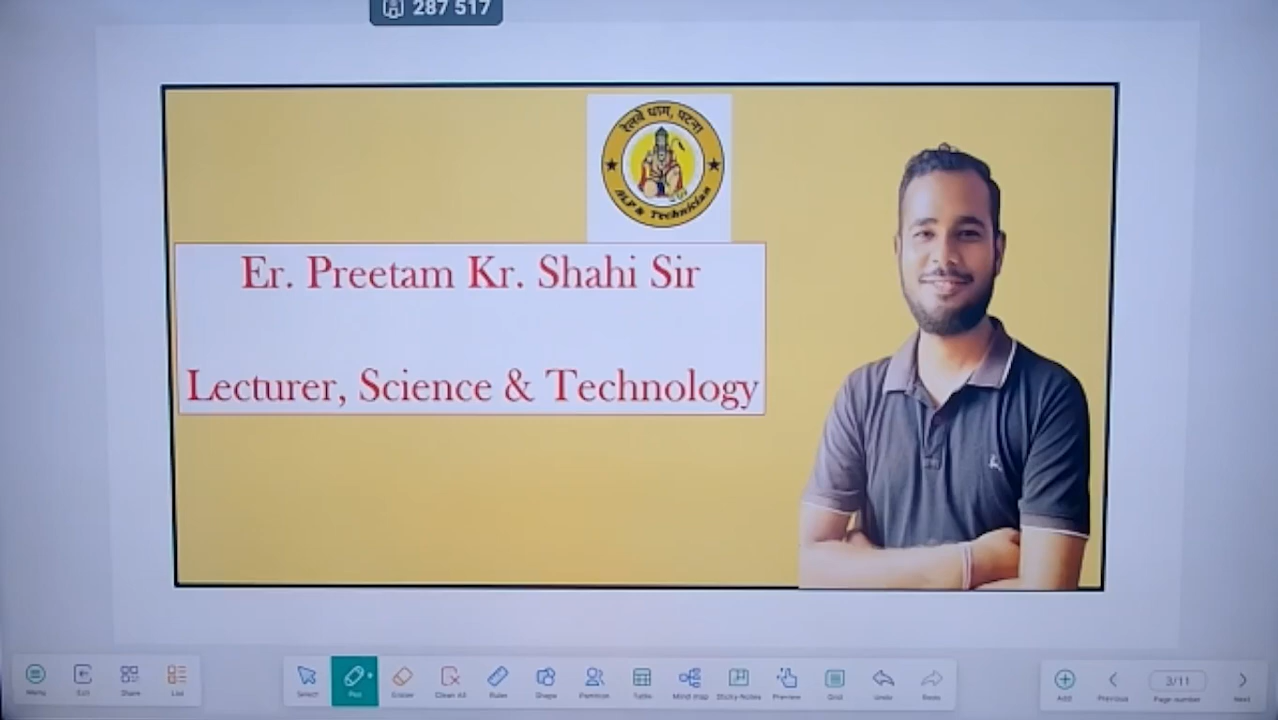 287 517
रेलवे धाम, पटना
ALP & Technician
Er. Preetam Kr. Shahi Sir
Lecturer, Science & Technology
Menu
Exit
Share
List
Select
Pen
Eraser
Clean All
Ruler
Shape
Partition
Table
Mind map
Sticky-Notes
Preview
Grid
Undo
Redo
Add
Previous
3/11
Page number
Next